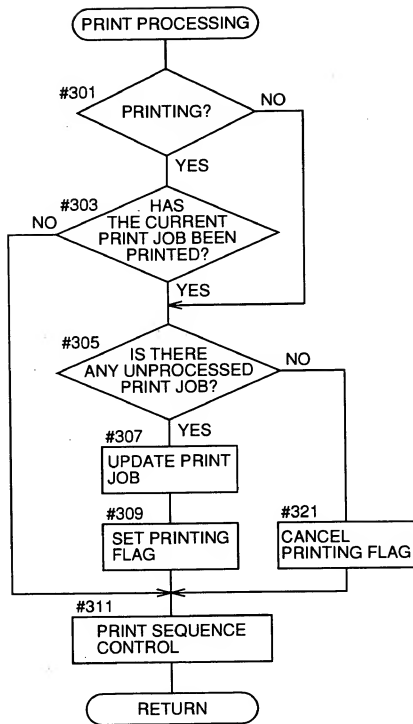 PRINT PROCESSING
#301
PRINTING?
NO
YES
#303
NO
HAS
THE CURRENT
PRINT JOB BEEN
PRINTED?
YES
#305
IS THERE
ANY UNPROCESSED
PRINT JOB?
NO
YES
#307
UPDATE PRINT
JOB
#309
SET PRINTING
FLAG
#321
CANCEL
PRINTING FLAG
#311
PRINT SEQUENCE
CONTROL
RETURN